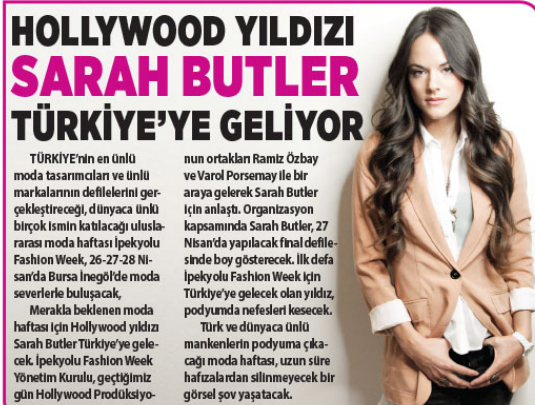 HOLLYWOOD YILDIZI
SARAH BUTLER
TÜRKİYE'YE GELİYOR
TÜRKİYE'nin en ünlü
moda tasarımcıları ve ünlü
markalarının defilelerini ger-
çekleştireceği, dünyaca ünlü
birçok ismin katılacağı ulusla-
rarası moda haftası İpekyolu
Fashion Week, 26-27-28 Ni-
san'da Bursa İnegöl'de moda
severlerle buluşacak,
Merakla beklenen moda
haftası için Hollywood yıldızı
Sarah Butler Türkiye'ye gele-
cek. İpekyolu Fashion Week
Yönetim Kurulu, geçtiğimiz
gün Hollywood Prodüksiyo-
nun ortakları Ramiz Özbay
ve Varol Porsemay ile bir
araya gelerek Sarah Butler
için anlaştı. Organizasyon
kapsamında Sarah Butler, 27
Nisan'da yapılacak final defile-
sinde boy gösterecek. İlk defa
İpekyolu Fashion Week için
Türkiye'ye gelecek olan yıldız,
podyumda nefesleri kesecek.
Türk ve dünyaca ünlü
mankenlerin podyuma çıka-
cağı moda haftası, uzun süre
hafızalardan silinmeyecek bir
görsel şov yaşatacak.